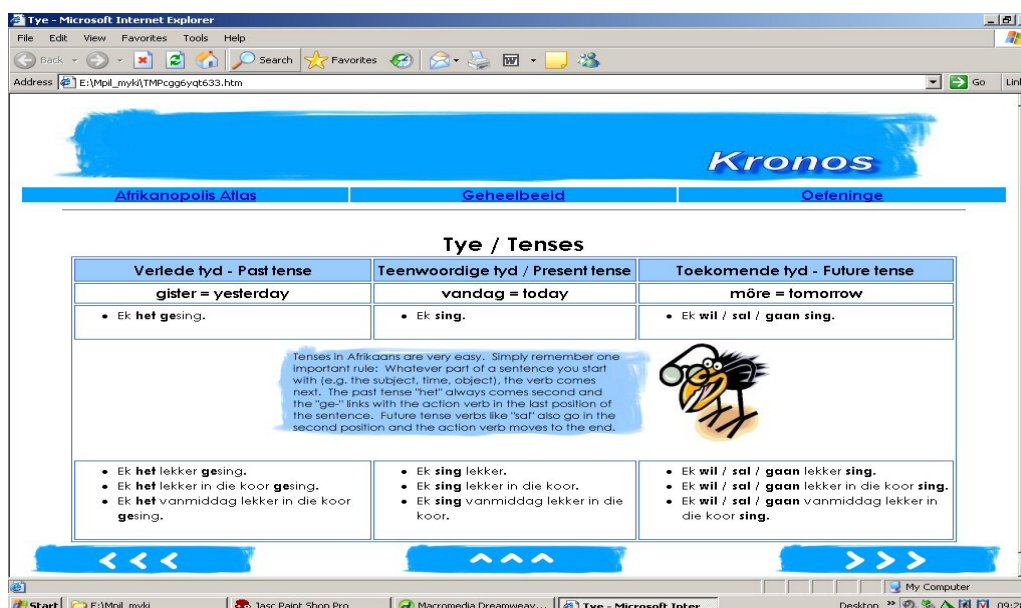 Tye - Microsoft Internet Explorer
File Edit View Favorites Tools Help
Back Search Favorites
Address E:\Mpil_myki\TMPcgg6yqt633.htm Go
Kronos
Afrikanopolis Atlas Geheelbeeld Oefeninge
Tye / Tenses
Verlede tyd - Past tense Teenwoordige tyd / Present tense Toekomende tyd - Future tense
gister = yesterday vandag = today môre = tomorrow
• Ek het gesing. • Ek sing. • Ek wil / sal / gaan sing.
Tenses in Afrikaans are very easy. Simply remember one
important rule: Whatever part of a sentence you start
with (e.g. the subject, time, object), the verb comes
next. The past tense "het" always comes second and
the "ge-" links with the action verb in the last position of
the sentence. Future tense verbs like "sal" also go in the
second position and the action verb moves to the end.
• Ek het lekker gesing.
• Ek het lekker in die koor gesing.
• Ek het vanmiddag lekker in die koor
gesing.
• Ek sing lekker.
• Ek sing lekker in die koor.
• Ek sing vanmiddag lekker in die
koor.
• Ek wil / sal / gaan lekker sing.
• Ek wil / sal / gaan lekker in die koor sing.
• Ek wil / sal / gaan vanmiddag lekker in
die koor sing.
< < < ^ ^ ^ > > >
My Computer
Start E:\Mpil_myki Jasc Paint Shop Pro Macromedia Dreamweav... Tye - Microsoft Inter... Desktop »